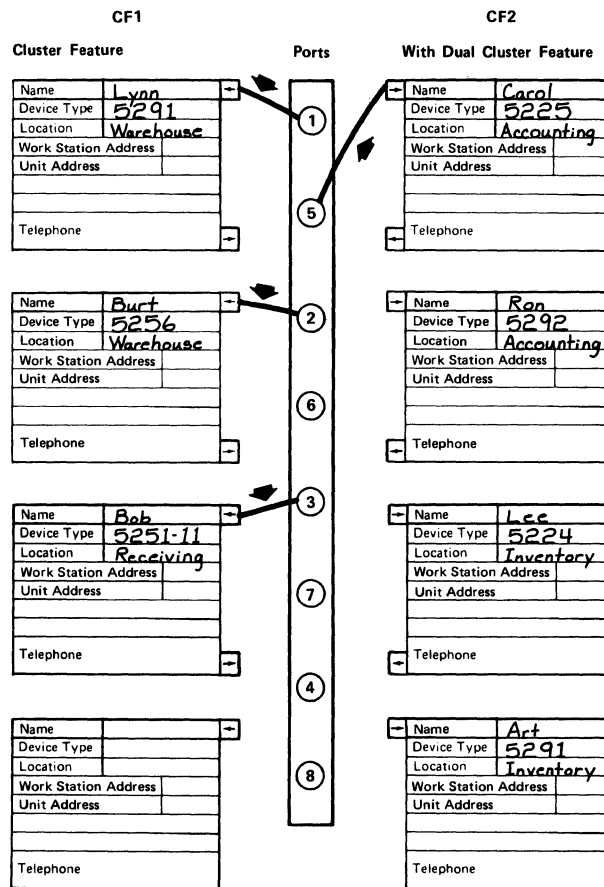 CF1
Cluster Feature
Name Lynn
Device Type 5291
Location Warehouse
Work Station Address
Unit Address
Telephone
Name Burt
Device Type 5256
Location Warehouse
Work Station Address
Unit Address
Telephone
Name Bob
Device Type 5251-11
Location Receiving
Work Station Address
Unit Address
Telephone
Name
Device Type
Location
Work Station Address
Unit Address
Telephone
Ports
1
5
2
6
3
7
4
8
CF2
With Dual Cluster Feature
Name Carol
Device Type 5225
Location Accounting
Work Station Address
Unit Address
Telephone
Name Ron
Device Type 5292
Location Accounting
Work Station Address
Unit Address
Telephone
Name Lee
Device Type 5224
Location Inventory
Work Station Address
Unit Address
Telephone
Name Art
Device Type 5291
Location Inventory
Work Station Address
Unit Address
Telephone